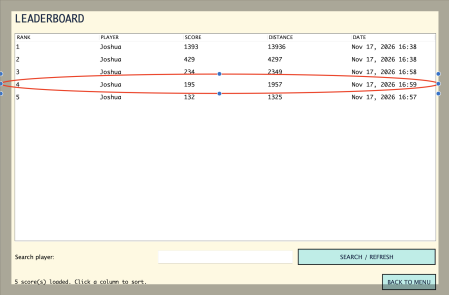 LEADERBOARD
RANK PLAYER SCORE DISTANCE DATE
1 Joshua 1393 13936 Nov 17, 2026 16:38
2 Joshua 429 4297 Nov 17, 2026 16:38
3 Joshua 234 2349 Nov 17, 2026 16:58
4 Joshua 195 1957 Nov 17, 2026 16:59
5 Joshua 132 1325 Nov 17, 2026 16:57
Search player: SEARCH / REFRESH
5 score(s) loaded. Click a column to sort. BACK TO MENU